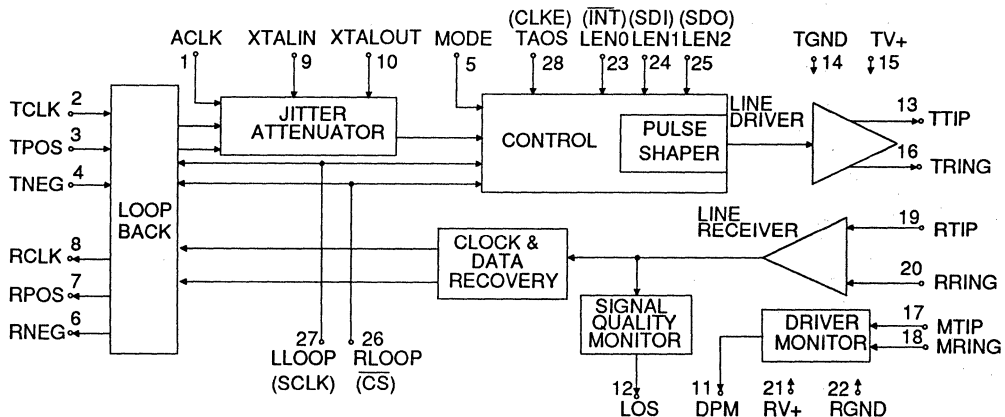 (CLKE) (INT) (SDI) (SDO)
ACLK XTALIN XTALOUT MODE TAOS LEN0 LEN1 LEN2 TGND TV+
1 9 10 5 28 23 24 25 14 15
TCLK 2
TPOS 3
TNEG 4
JITTER
ATTENUATOR
CONTROL
PULSE
SHAPER
LINE
DRIVER
13 TTIP
16 TRING
LOOP
BACK
RCLK 8
RPOS 7
RNEG 6
CLOCK &
DATA
RECOVERY
LINE
RECEIVER
19 RTIP
20 RRING
SIGNAL
QUALITY
MONITOR
DRIVER
MONITOR
17 MTIP
18 MRING
27 26
LLOOP RLOOP
(SCLK) (CS)
12 11 21 22
LOS DPM RV+ RGND